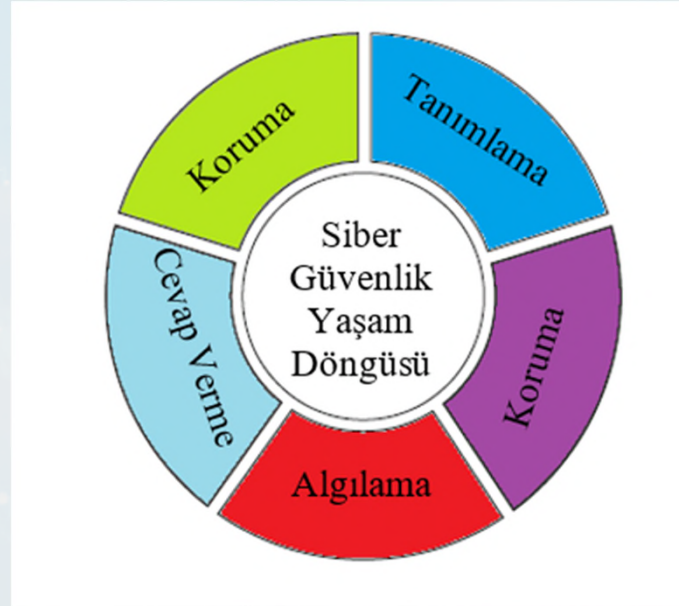 Siber
Güvenlik
Yaşam
Döngüsü
Tanımlama
Koruma
Algılama
Cevap Verme
Koruma